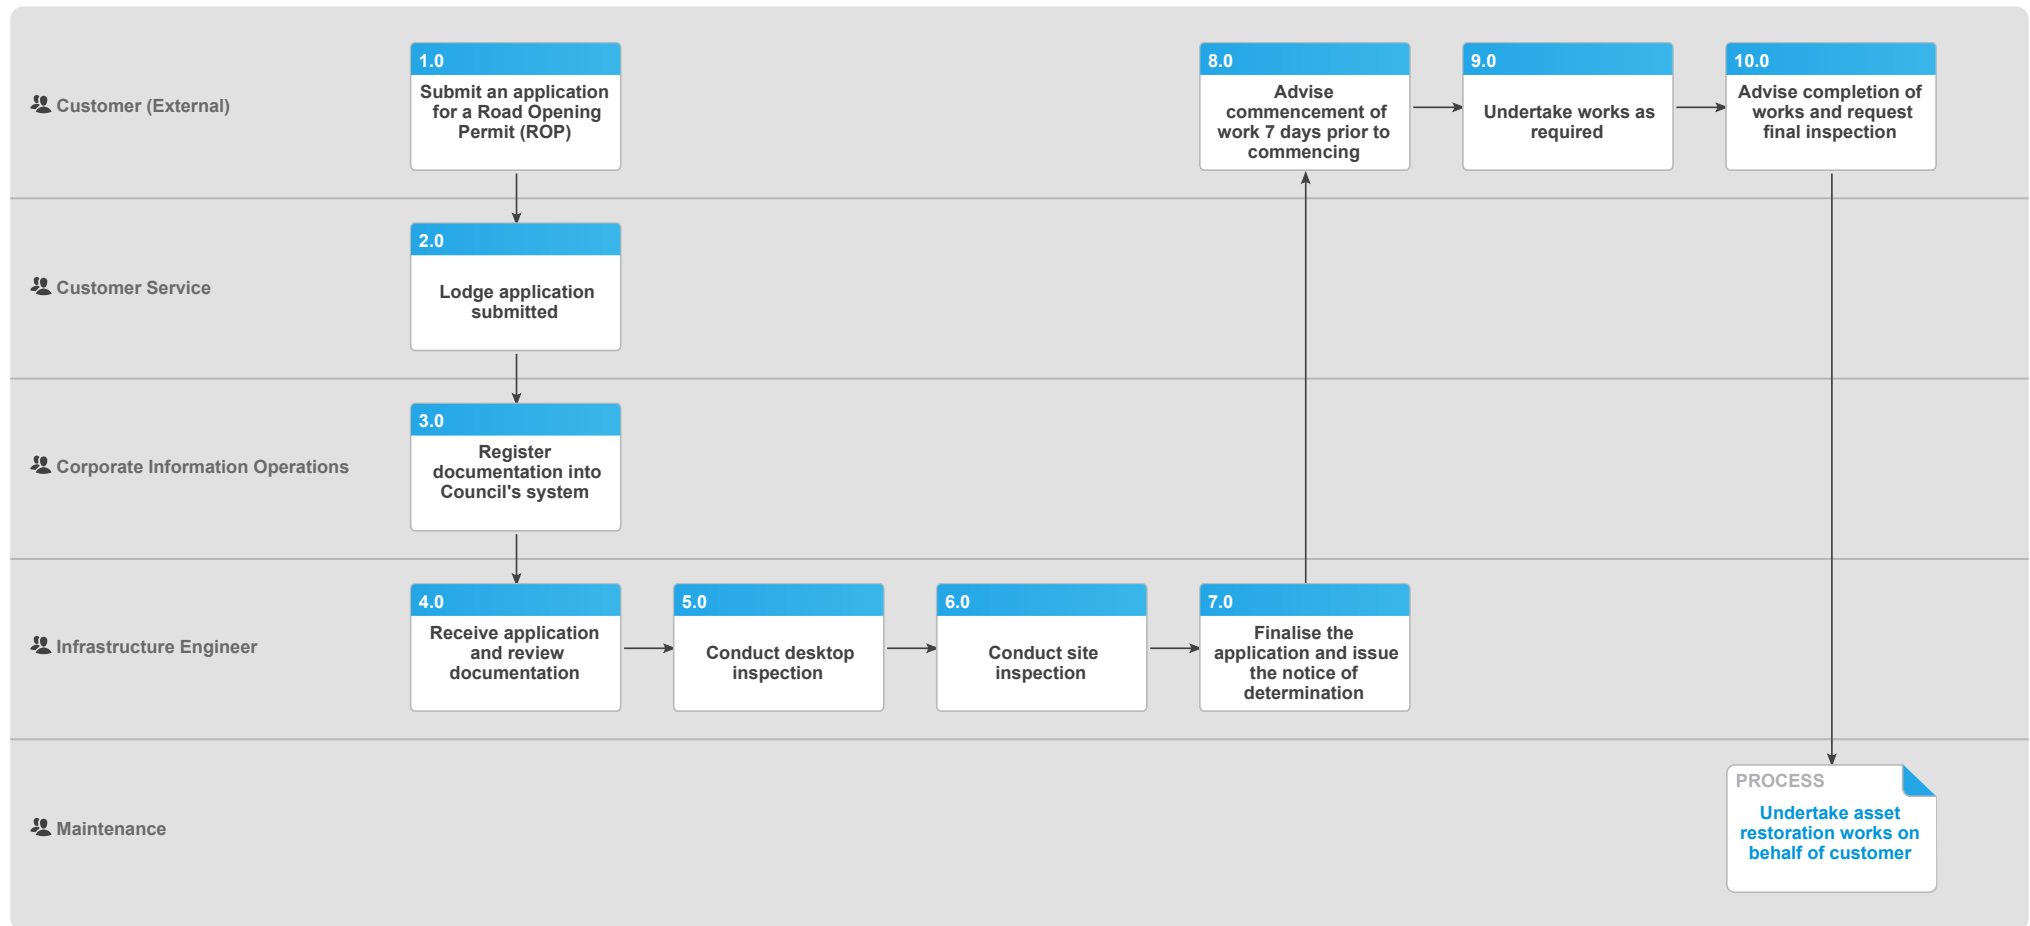 Customer (External)
1.0
Submit an application
for a Road Opening
Permit (ROP)
8.0
Advise
commencement of
work 7 days prior to
commencing
9.0
Undertake works as
required
10.0
Advise completion of
works and request
final inspection
Customer Service
2.0
Lodge application
submitted
Corporate Information Operations
3.0
Register
documentation into
Council's system
Infrastructure Engineer
4.0
Receive application
and review
documentation
5.0
Conduct desktop
inspection
6.0
Conduct site
inspection
7.0
Finalise the
application and issue
the notice of
determination
Maintenance
PROCESS
Undertake asset
restoration works on
behalf of customer